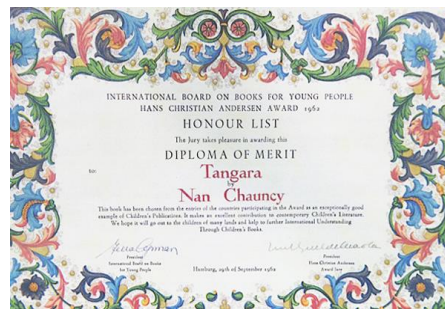 INTERNATIONAL BOARD ON BOOKS FOR YOUNG PEOPLE
HANS CHRISTIAN ANDERSEN AWARD 1962
HONOUR LIST
The Jury takes pleasure in awarding this
DIPLOMA OF MERIT
to:
Tangara
by
Nan Chauncy
This book has been chosen from the entries of the countries participating in the Award as an exceptionally good
example of Children's Publications. It makes an excellent contribution to contemporary Children's Literature.
We hope it will go out to the children of many lands and help to further International Understanding
Through Children's Books.
President
International Board on Books
for Young People
Hamburg, 29th of September 1962
President
Hans Christian Andersen
Award Jury